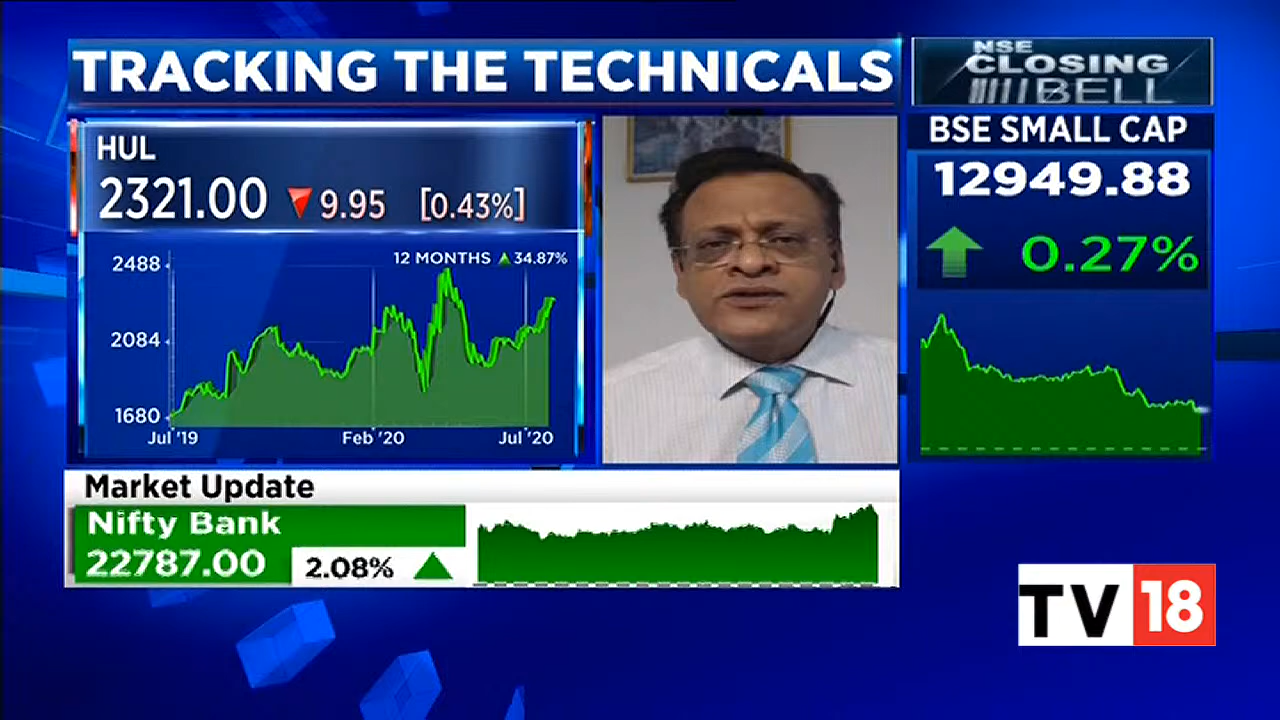 TRACKING THE TECHNICALS
NSE
CLOSING
BELL
HUL
2321.00 ▼ 9.95 [0.43%]
12 MONTHS ▲ 34.87%
2488
2084
1680
Jul '19 Feb '20 Jul '20
BSE SMALL CAP
12949.88
0.27%
Market Update
Nifty Bank
22787.00 2.08% ▲
TV18